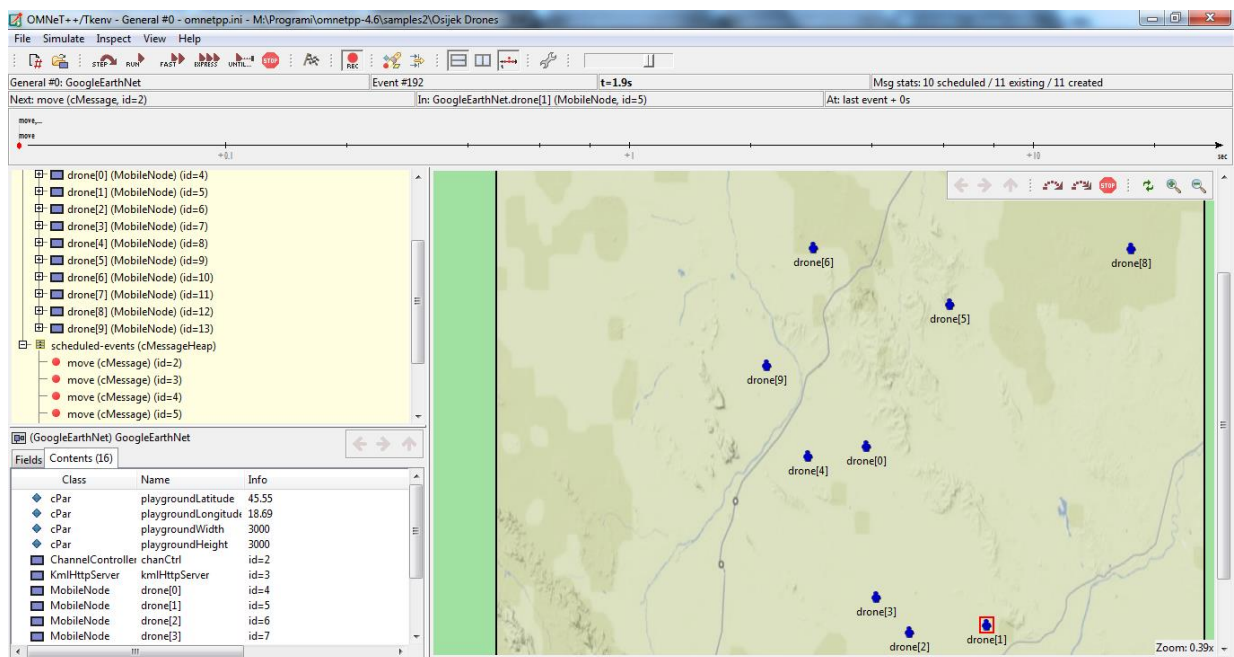 OMNeT++/Tkenv - General #0 - omnetpp.ini - M:\Programi\omnetpp-4.6\samples2\Osijek Drones
File Simulate Inspect View Help
STEP RUN FAST EXPRESS UNTIL... STOP REC
General #0: GoogleEarthNet Event #192 t=1.9s Msg stats: 10 scheduled / 11 existing / 11 created
Next: move (cMessage, id=2) In: GoogleEarthNet.drone[1] (MobileNode, id=5) At: last event + 0s
move,...
move
+0.1 +1 +10 sec
drone[0] (MobileNode) (id=4)
drone[1] (MobileNode) (id=5)
drone[2] (MobileNode) (id=6)
drone[3] (MobileNode) (id=7)
drone[4] (MobileNode) (id=8)
drone[5] (MobileNode) (id=9)
drone[6] (MobileNode) (id=10)
drone[7] (MobileNode) (id=11)
drone[8] (MobileNode) (id=12)
drone[9] (MobileNode) (id=13)
scheduled-events (cMessageHeap)
move (cMessage) (id=2)
move (cMessage) (id=3)
move (cMessage) (id=4)
move (cMessage) (id=5)
(GoogleEarthNet) GoogleEarthNet
Fields Contents (16)
Class Name Info
cPar playgroundLatitude 45.55
cPar playgroundLongitude 18.69
cPar playgroundWidth 3000
cPar playgroundHeight 3000
ChannelController chanCtrl id=2
KmlHttpServer kmlHttpServer id=3
MobileNode drone[0] id=4
MobileNode drone[1] id=5
MobileNode drone[2] id=6
MobileNode drone[3] id=7
STOP
drone[6]
drone[8]
drone[5]
drone[9]
drone[0]
drone[4]
drone[3]
drone[1]
drone[2]
Zoom: 0.39x